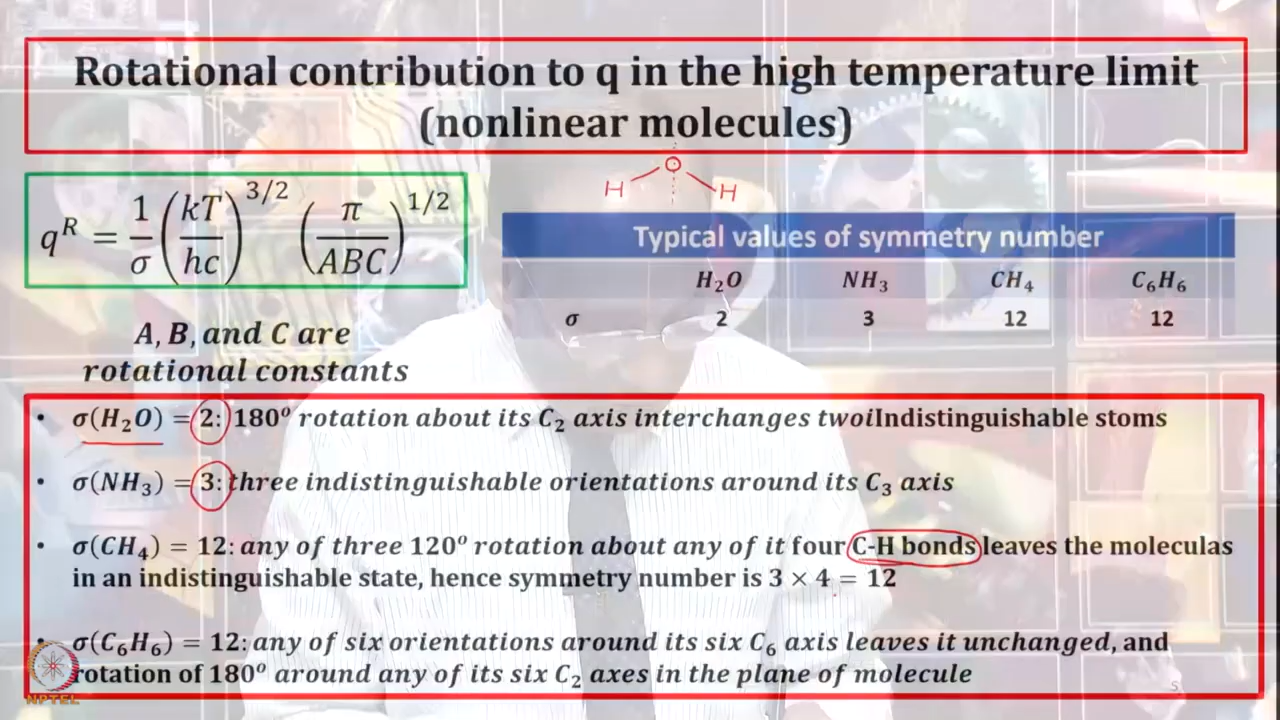 Rotational contribution to q in the high temperature limit
(nonlinear molecules)
O
H H
q^R = 1/σ (kT/hc)^{3/2} (π/ABC)^{1/2}
Typical values of symmetry number
H₂O NH₃ CH₄ C₆H₆
σ 2 3 12 12
A, B, and C are
rotational constants
• σ(H₂O) = 2: 180° rotation about its C₂ axis interchanges twoiIndistinguishable stoms
• σ(NH₃) = 3: three indistinguishable orientations around its C₃ axis
• σ(CH₄) = 12: any of three 120° rotation about any of it four C-H bonds leaves the moleculas
in an indistinguishable state, hence symmetry number is 3 × 4 = 12
• σ(C₆H₆) = 12: any of six orientations around its six C₆ axis leaves it unchanged, and
rotation of 180° around any of its six C₂ axes in the plane of molecule
NPTEL
5